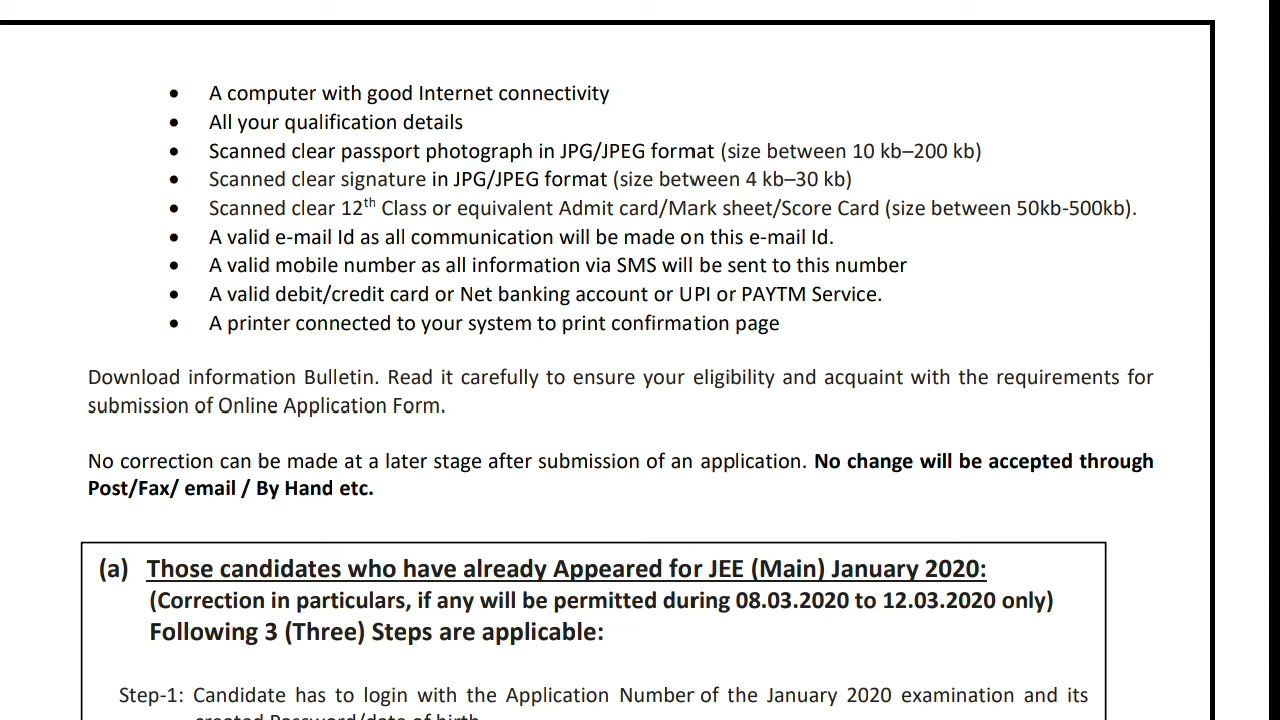 • A computer with good Internet connectivity
• All your qualification details
• Scanned clear passport photograph in JPG/JPEG format (size between 10 kb–200 kb)
• Scanned clear signature in JPG/JPEG format (size between 4 kb–30 kb)
• Scanned clear 12th Class or equivalent Admit card/Mark sheet/Score Card (size between 50kb-500kb).
• A valid e-mail Id as all communication will be made on this e-mail Id.
• A valid mobile number as all information via SMS will be sent to this number
• A valid debit/credit card or Net banking account or UPI or PAYTM Service.
• A printer connected to your system to print confirmation page
Download information Bulletin. Read it carefully to ensure your eligibility and acquaint with the requirements for
submission of Online Application Form.
No correction can be made at a later stage after submission of an application. No change will be accepted through
Post/Fax/ email / By Hand etc.
(a) Those candidates who have already Appeared for JEE (Main) January 2020:
(Correction in particulars, if any will be permitted during 08.03.2020 to 12.03.2020 only)
Following 3 (Three) Steps are applicable:
Step-1: Candidate has to login with the Application Number of the January 2020 examination and its
created Password/date of birth